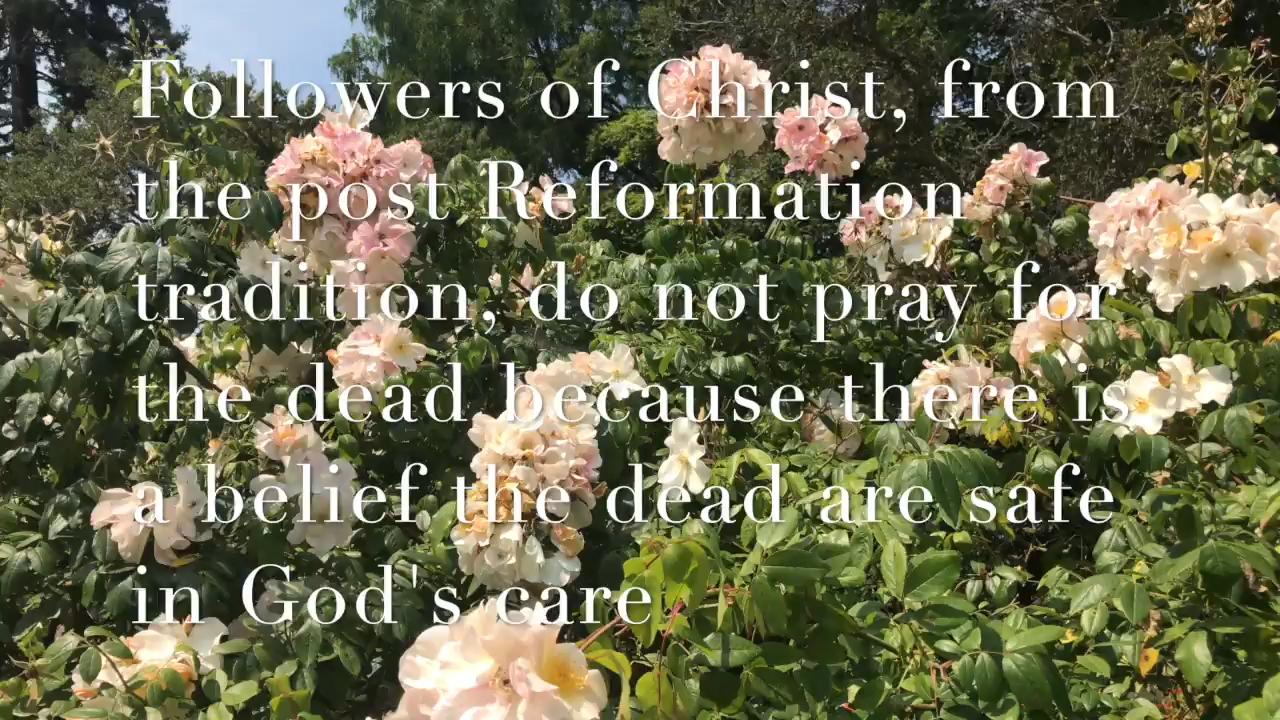 Followers of Christ, from
the post Reformation
tradition, do not pray for
the dead because there is
a belief the dead are safe
in God's care